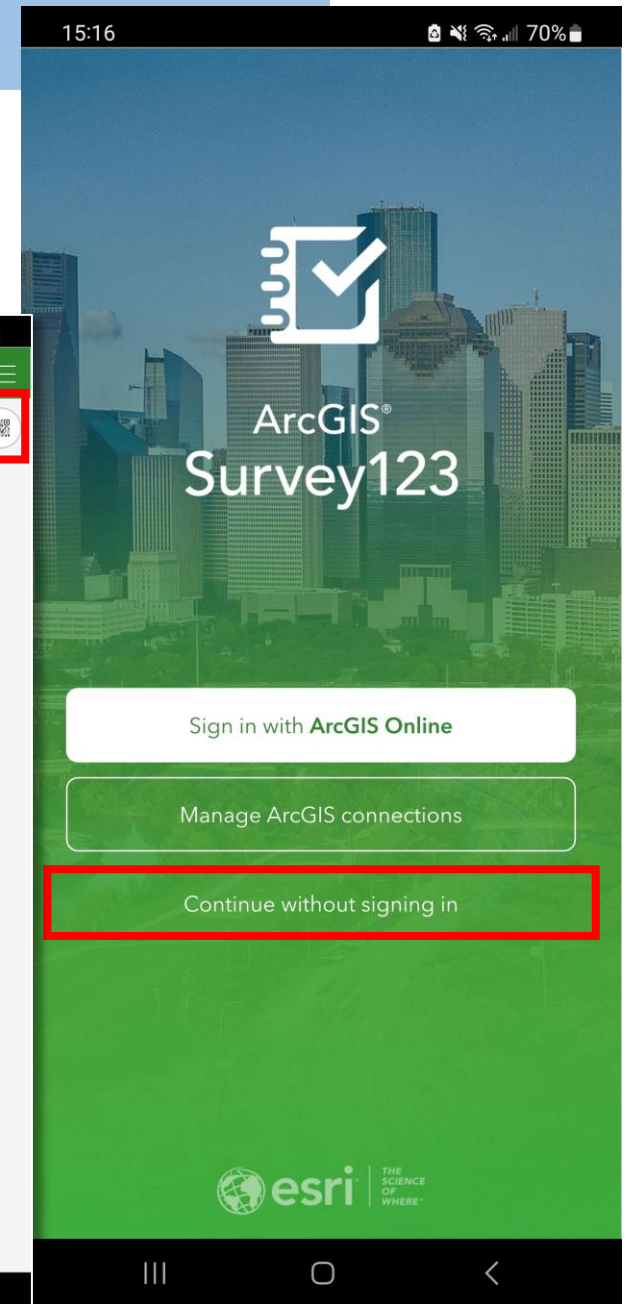 15:16 70%
ArcGIS®
Survey123
Sign in with ArcGIS Online
Manage ArcGIS connections
Continue without signing in
esri
THE
SCIENCE
OF
WHERE™